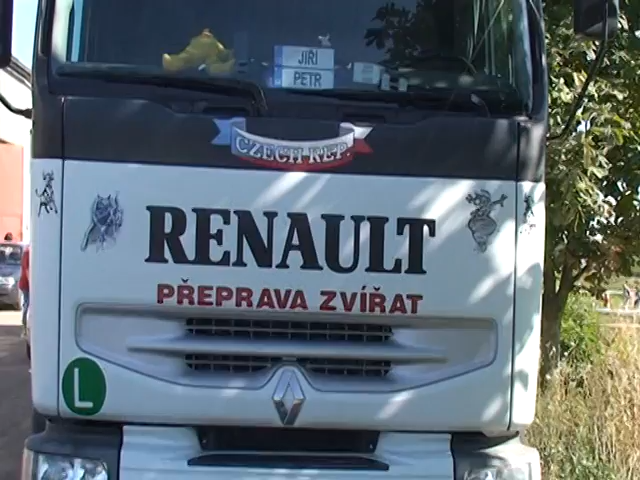 JIŘÍ
PETR
CZECH REP.
RENAULT
PŘEPRAVA ZVÍŘAT
L